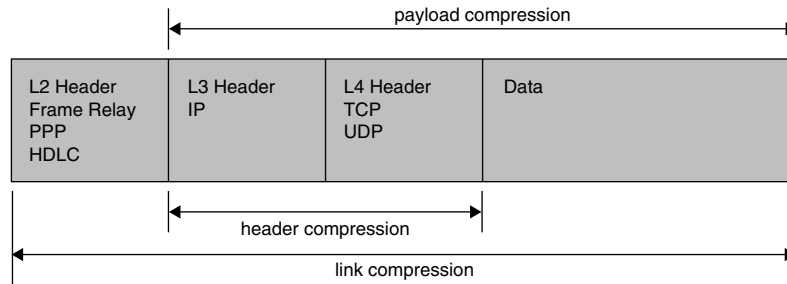 payload compression
L2 Header
Frame Relay
PPP
HDLC
L3 Header
IP
L4 Header
TCP
UDP
Data
header compression
link compression